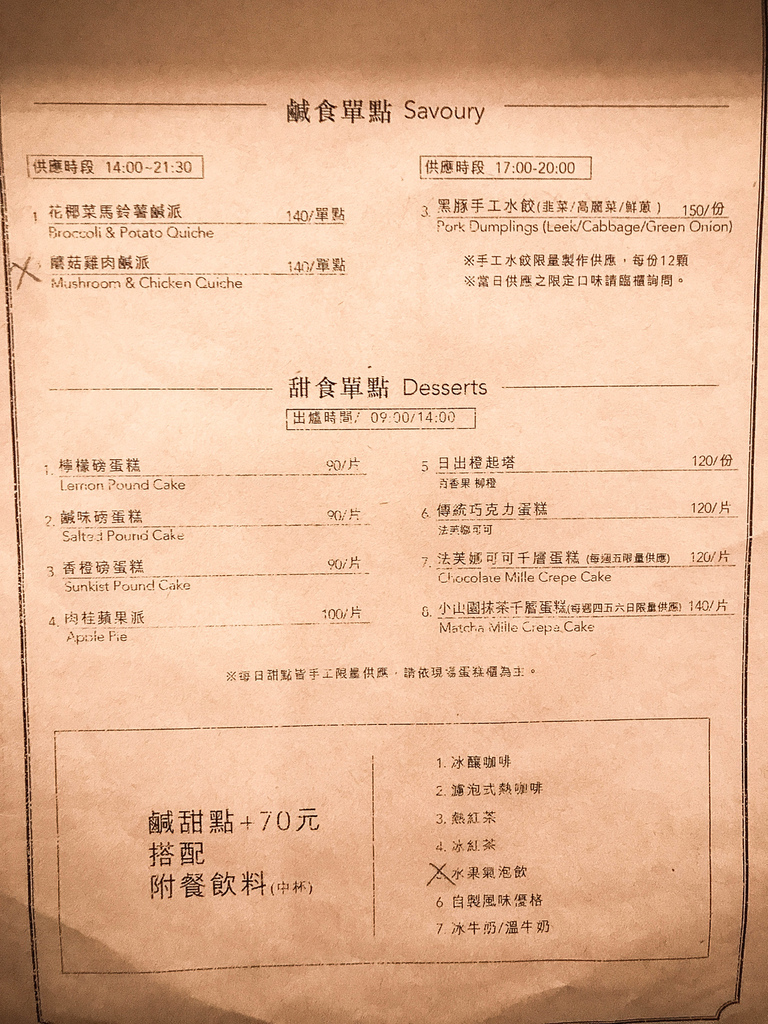 鹹食單點 Savoury
供應時段 14:00~21:30
1. 花椰菜馬鈴薯鹹派 140/單點
Broccoli & Potato Quiche
蘑菇雞肉鹹派 140/單點
Mushroom & Chicken Quiche
供應時段 17:00-20:00
3. 黑豚手工水餃(韭菜/高麗菜/鮮蔥) 150/份
Pork Dumplings (Leek/Cabbage/Green Onion)
※手工水餃限量製作供應，每份12顆
※當日供應之限定口味請臨櫃詢問。
甜食單點 Desserts
出爐時間/ 09:00/14:00
1. 檸檬磅蛋糕 90/片
Lemon Pound Cake
2. 鹹味磅蛋糕 90/片
Salted Pound Cake
3. 香橙磅蛋糕 90/片
Sunkist Pound Cake
4. 肉桂蘋果派 100/片
Apple Pie
5 日出橙起塔 120/份
百香果 柳橙
6. 傳統巧克力蛋糕 120/片
法芙娜可可
7. 法芙娜可可千層蛋糕 (每週五限量供應) 120/片
Chocolate Mille Crepe Cake
8. 小山園抹茶千層蛋糕(每週四五六日限量供應) 140/片
Matcha Mille Crepe Cake
※每日甜點皆手工限量供應，請依現場蛋糕櫃為主。
鹹甜點+70元
搭配
附餐飲料(中杯)
1. 冰釀咖啡
2. 濾泡式熱咖啡
3. 熱紅茶
4. 冰紅茶
水果氣泡飲
6 自製風味優格
7. 冰牛奶/溫牛奶